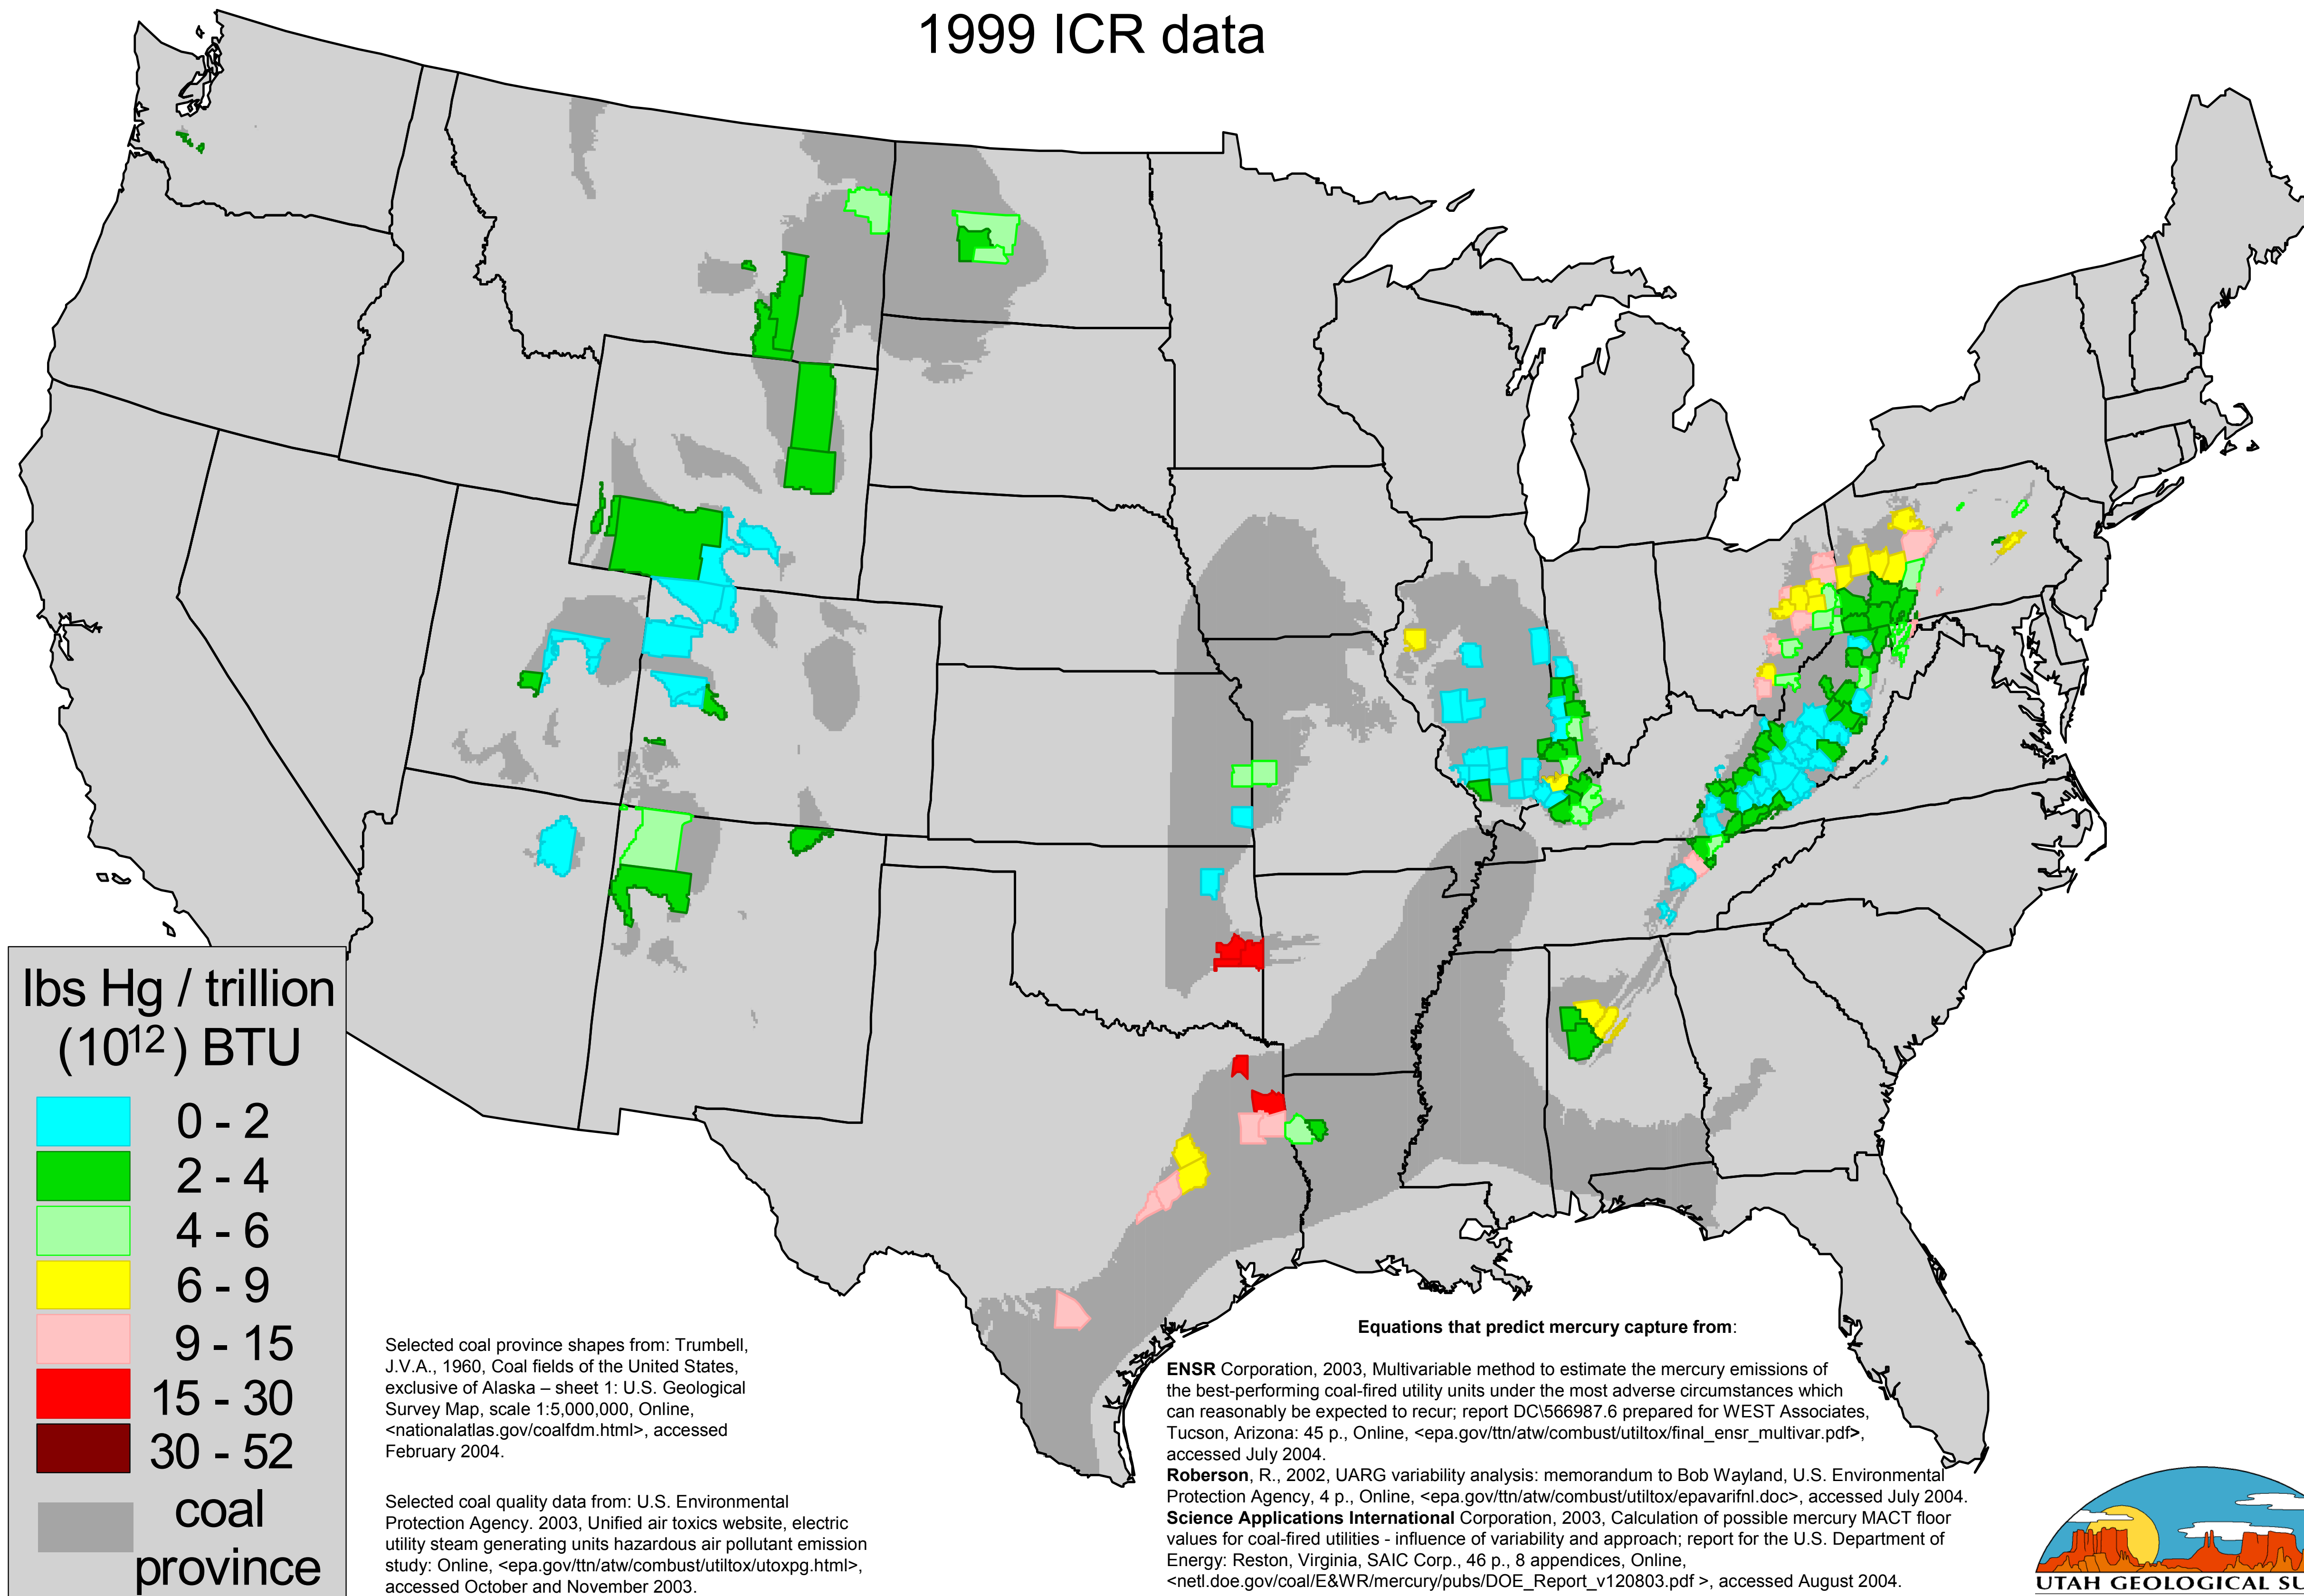 1999 ICR data
lbs Hg / trillion
(10¹²) BTU
0 - 2
2 - 4
4 - 6
6 - 9
9 - 15
15 - 30
30 - 52
coal
province
Selected coal province shapes from: Trumbell,
J.V.A., 1960, Coal fields of the United States,
exclusive of Alaska – sheet 1: U.S. Geological
Survey Map, scale 1:5,000,000, Online,
<nationalatlas.gov/coalfdm.html>, accessed
February 2004.
Selected coal quality data from: U.S. Environmental
Protection Agency. 2003, Unified air toxics website, electric
utility steam generating units hazardous air pollutant emission
study: Online, <epa.gov/ttn/atw/combust/utiltox/utoxpg.html>,
accessed October and November 2003.
Equations that predict mercury capture from:
ENSR Corporation, 2003, Multivariable method to estimate the mercury emissions of
the best-performing coal-fired utility units under the most adverse circumstances which
can reasonably be expected to recur; report DC\566987.6 prepared for WEST Associates,
Tucson, Arizona: 45 p., Online, <epa.gov/ttn/atw/combust/utiltox/final_ensr_multivar.pdf>,
accessed July 2004.
Roberson, R., 2002, UARG variability analysis: memorandum to Bob Wayland, U.S. Environmental
Protection Agency, 4 p., Online, <epa.gov/ttn/atw/combust/utiltox/epavarifnl.doc>, accessed July 2004.
Science Applications International Corporation, 2003, Calculation of possible mercury MACT floor
values for coal-fired utilities - influence of variability and approach; report for the U.S. Department of
Energy: Reston, Virginia, SAIC Corp., 46 p., 8 appendices, Online,
<netl.doe.gov/coal/E&WR/mercury/pubs/DOE_Report_v120803.pdf >, accessed August 2004.
UTAH GEOLOGICAL SU